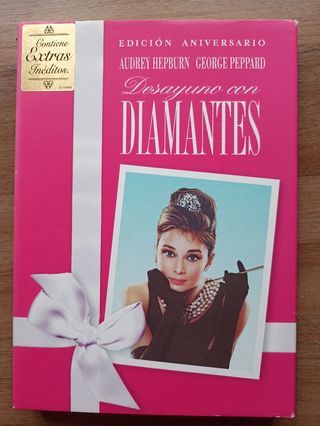 Contiene
Extras
Inéditos.
EDICIÓN ANIVERSARIO
AUDREY HEPBURN GEORGE PEPPARD
Desayuno con
DIAMANTES